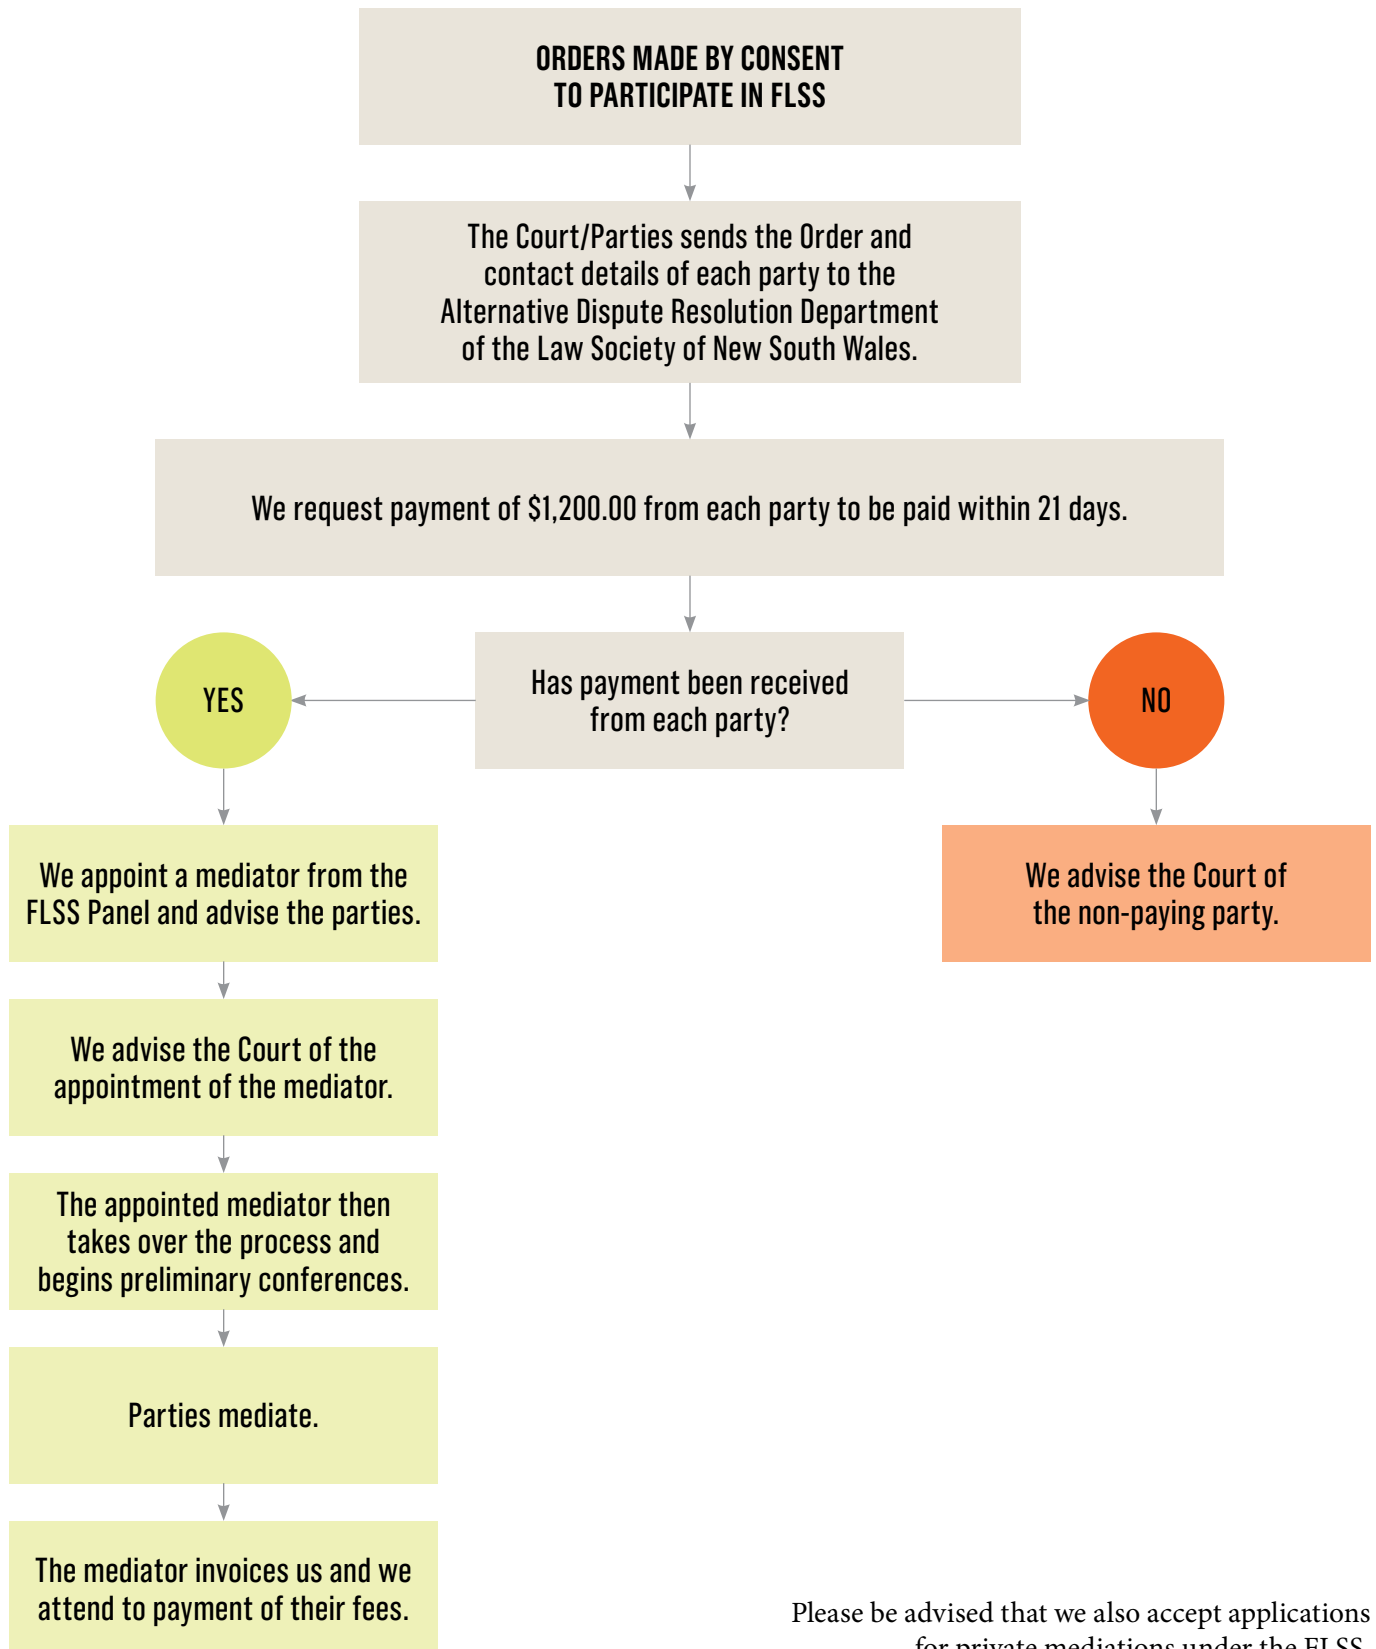 ORDERS MADE BY CONSENT
TO PARTICIPATE IN FLSS
The Court/Parties sends the Order and
contact details of each party to the
Alternative Dispute Resolution Department
of the Law Society of New South Wales.
We request payment of $1,200.00 from each party to be paid within 21 days.
Has payment been received
from each party?
YES
NO
We appoint a mediator from the
FLSS Panel and advise the parties.
We advise the Court of
the non-paying party.
We advise the Court of the
appointment of the mediator.
The appointed mediator then
takes over the process and
begins preliminary conferences.
Parties mediate.
The mediator invoices us and we
attend to payment of their fees.
Please be advised that we also accept applications
for private mediations under the FLSS.